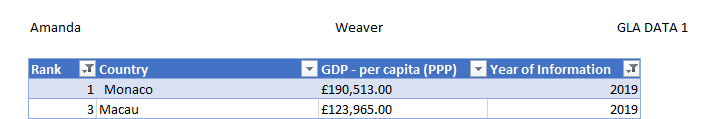 Amanda Weaver GLA DATA 1
Rank Country GDP - per capita (PPP) Year of Information
1 Monaco £190,513.00 2019
3 Macau £123,965.00 2019